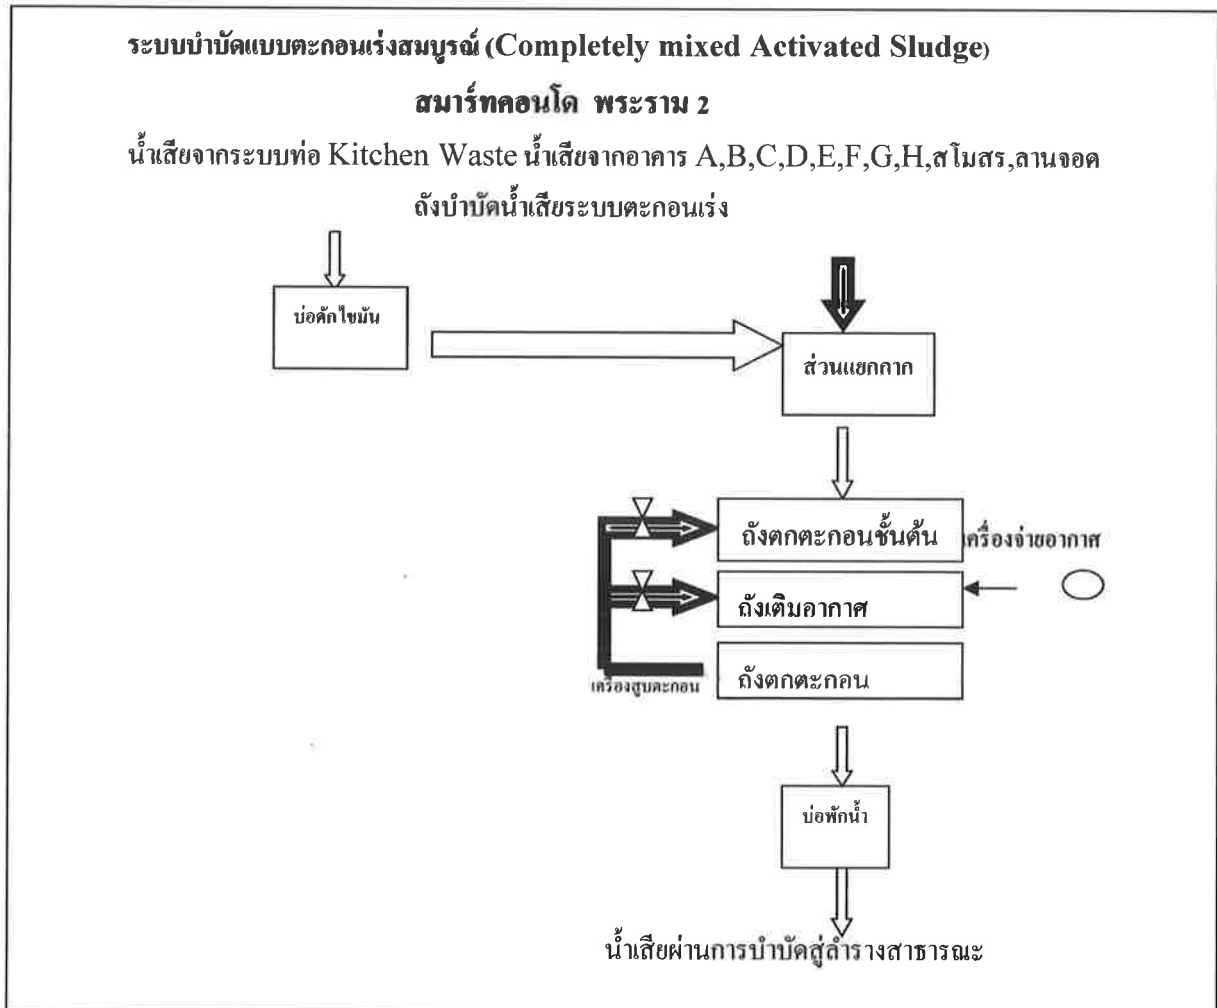 ระบบบำบัดแบบตะกอนเร่งสมบูรณ์ (Completely mixed Activated Sludge)
สมาร์ทคอนโด พระราม 2
น้ำเสียจากระบบท่อ Kitchen Waste น้ำเสียจากอาคาร A,B,C,D,E,F,G,H,สโมสร,ลานจอด
ถังบำบัดน้ำเสียระบบตะกอนเร่ง
บ่อดักไขมัน
ส่วนแยกกาก
ถังตกตะกอนชั้นต้น
เครื่องจ่ายอากาศ
ถังเติมอากาศ
ถังตกตะกอน
เครื่องสูบตะกอน
บ่อพักน้ำ
น้ำเสียผ่านการบำบัดสู่ลำรางสาธารณะ